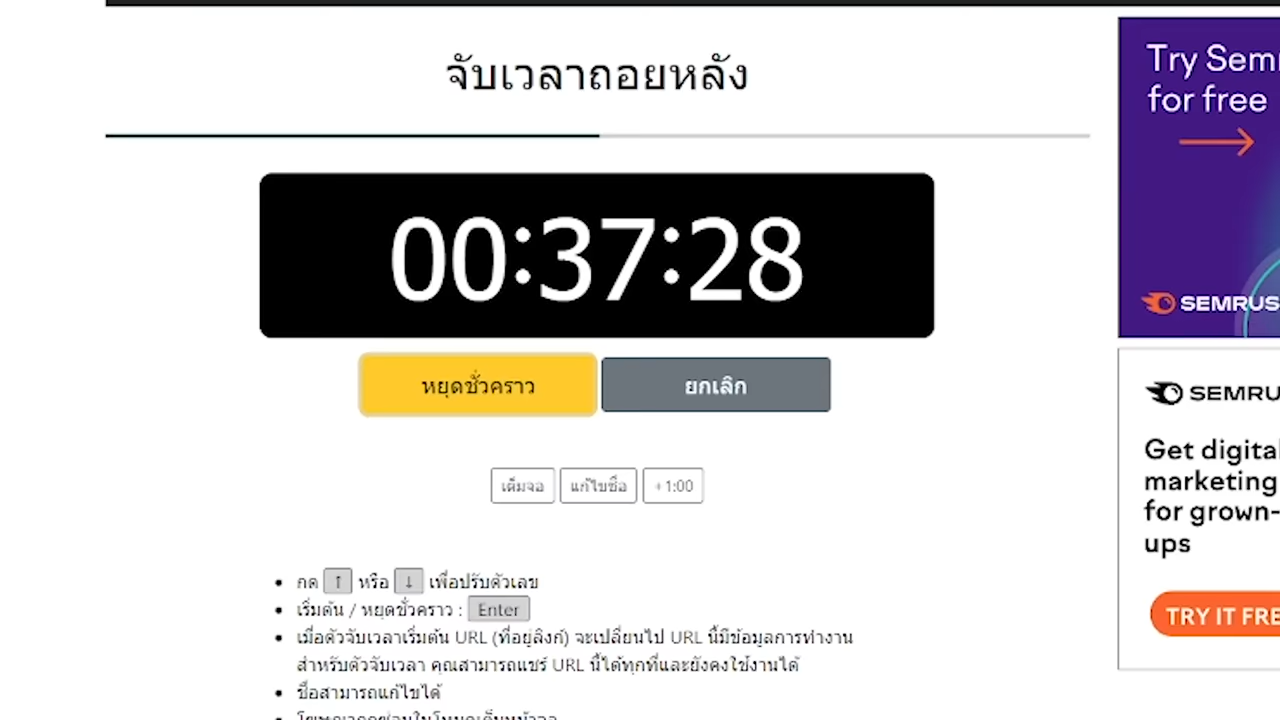 จับเวลาถอยหลัง
00:37:28
หยุดชั่วคราว
ยกเลิก
เต็มจอ
แก้ไขชื่อ
+1:00
กด ↑ หรือ ↓ เพื่อปรับตัวเลข
เริ่มต้น / หยุดชั่วคราว : Enter
เมื่อตัวจับเวลาเริ่มต้น URL (ที่อยู่ลิงก์) จะเปลี่ยนไป URL นี้มีข้อมูลการทำงาน
สำหรับตัวจับเวลา คุณสามารถแชร์ URL นี้ได้ทุกที่และยังคงใช้งานได้
ชื่อสามารถแก้ไขได้
Try Sem
for free
SEMRUS
SEMRU
Get digital
marketing
for grown-
ups
TRY IT FRE